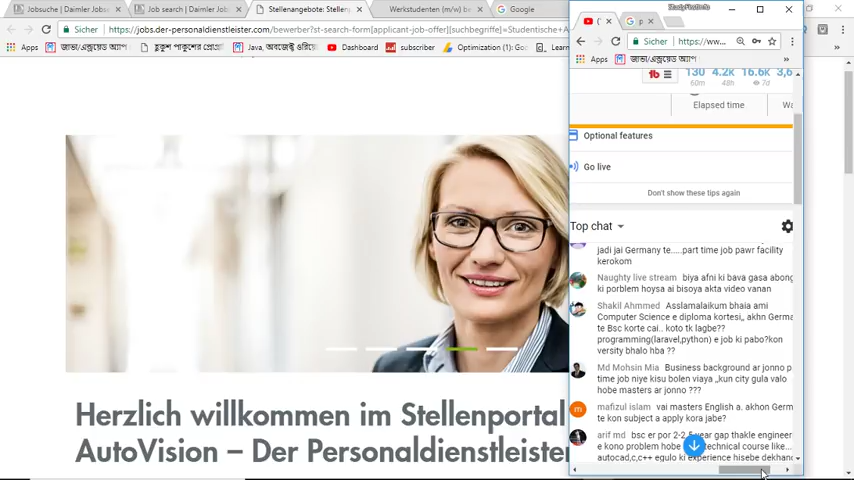 Jobsuche | Daimler Jobsu
Job search | Daimler Job
Stellenangebote: Stellen
Werkstudenten (m/w) be
Google
Sicher https://jobs.der-personaldienstleister.com/bewerber?st-search-form[applicant-job-offer][suchbegriffe]=Studentische+A
Apps জাভা/এন্ড্রয়েড অ্যাপ Java, অবজেক্ট ওরিয়েন্টে Dashboard subscriber Optimization (1): Goo
Sicher https://www...
Apps জাভা/এন্ড্রয়েড অ্যাপ
130 4.2k 16.6k 3,6
60m 48h 7d
Elapsed time
Optional features
Go live
Don't show these tips again
Top chat
jadi jai Germany te.....part time job pawr facility
kerokom
Naughty live stream biya afni ki bava gasa abong
ki porblem hoysa ai bisoya akta video vanan
Shakil Ahmmed Asslamalaikum bhaia ami
Computer Science e diploma kortesi,, akhn Germa
te Bsc korte cai.. koto tk lagbe??
programming(laravel,python) e job ki pabo?kon
versity bhalo hba ??
Md Mohsin Mia Business background ar jonno p
time job niye kisu bolen viaya ,,kun city gula valo
hobe masters ar jonno ???
mafizul islam vai masters English a. akhon Germ
te kon subject a apply kora jabe?
arif md bsc er por 2-2.5 year gap thakle engineer
e kono problem hobe technical course like...
autocad,c,c++ egulo ki experience hisebe dekhano
Herzlich willkommen im Stellenportal
AutoVision – Der Personaldienstleister